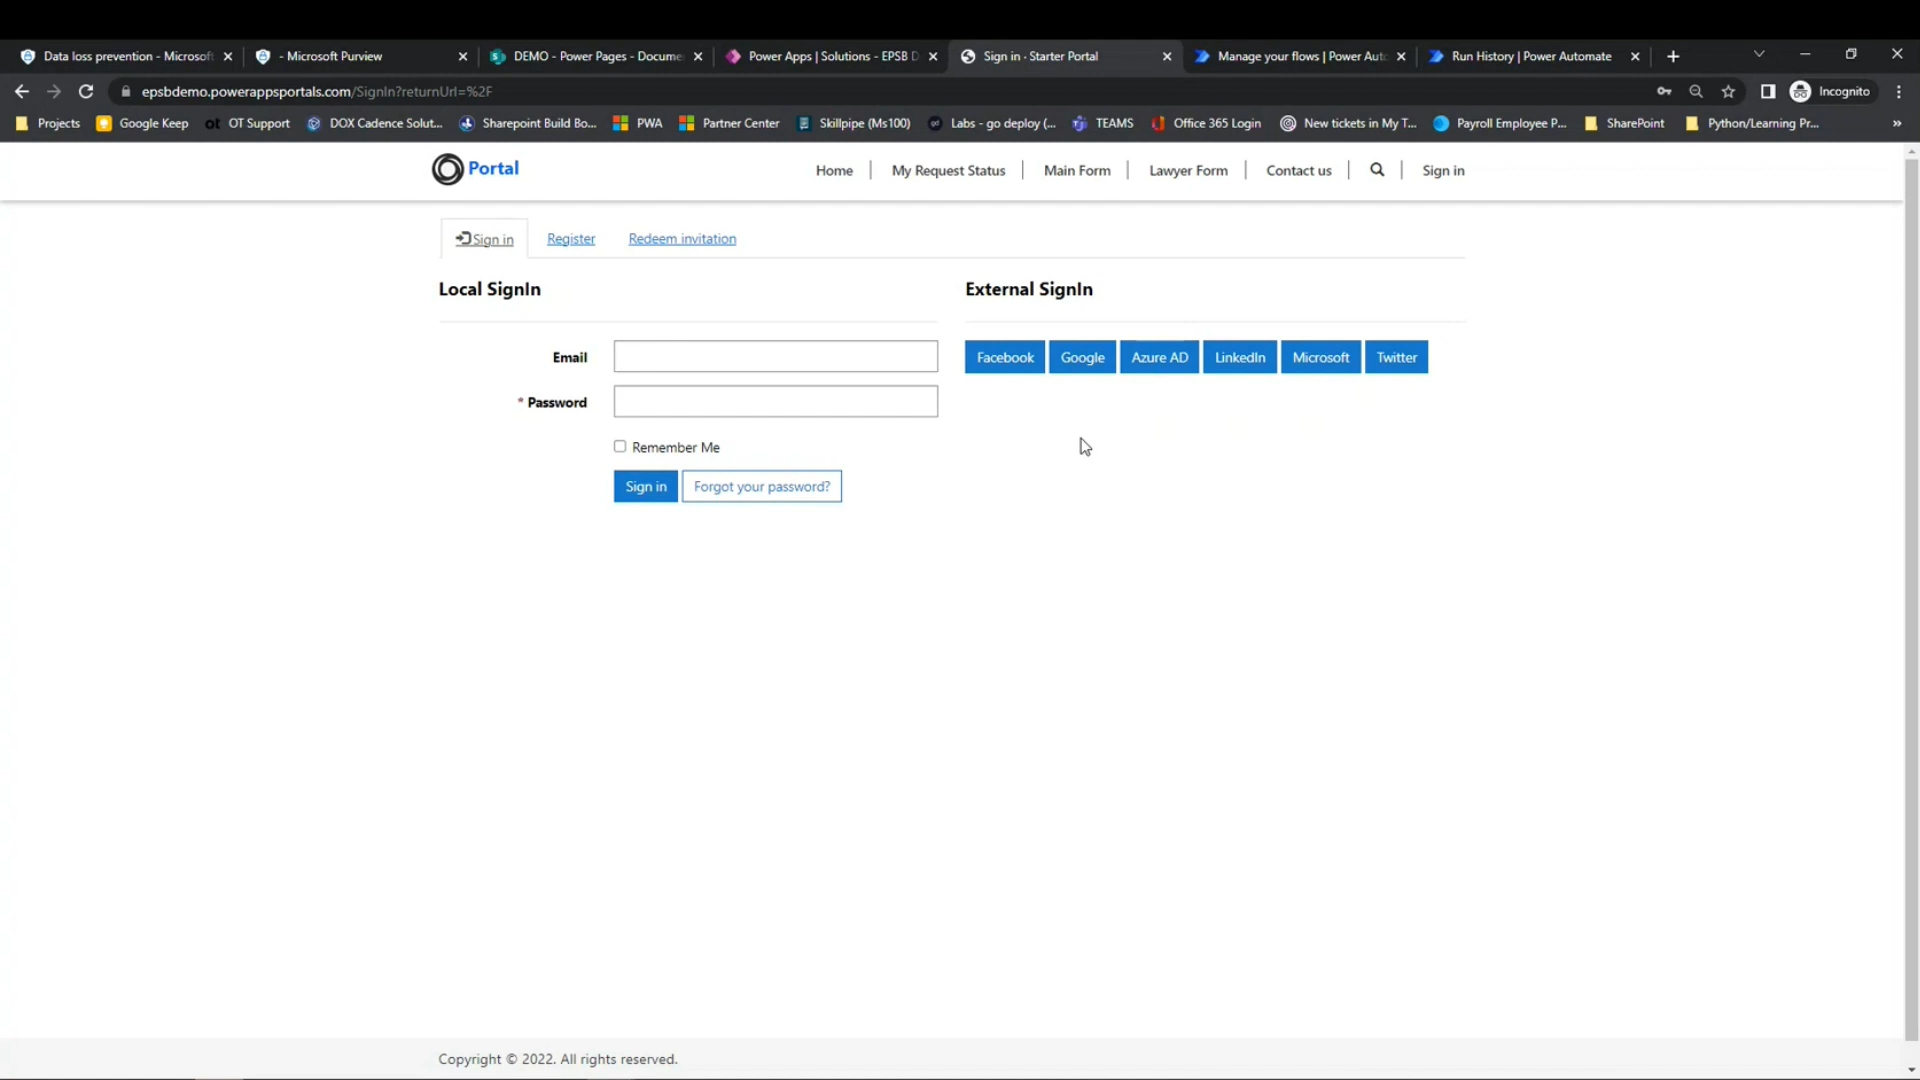 Data loss prevention - Microsoft
- Microsoft Purview
DEMO - Power Pages - Docume
Power Apps | Solutions - EPSB D
Sign in · Starter Portal
Manage your flows | Power Aut
Run History | Power Automate
epsbdemo.powerappsportals.com/SignIn?returnUrl=%2F
Incognito
Projects
Google Keep
ot OT Support
DOX Cadence Solut...
Sharepoint Build Bo...
PWA
Partner Center
Skillpipe (Ms100)
Labs - go deploy (...
TEAMS
Office 365 Login
New tickets in My T...
Payroll Employee P...
SharePoint
Python/Learning Pr...
»
Portal
Home
My Request Status
Main Form
Lawyer Form
Contact us
Sign in
Sign in
Register
Redeem invitation
Local SignIn
External SignIn
Email
Facebook
Google
Azure AD
LinkedIn
Microsoft
Twitter
* Password
Remember Me
Sign in
Forgot your password?
Copyright © 2022. All rights reserved.